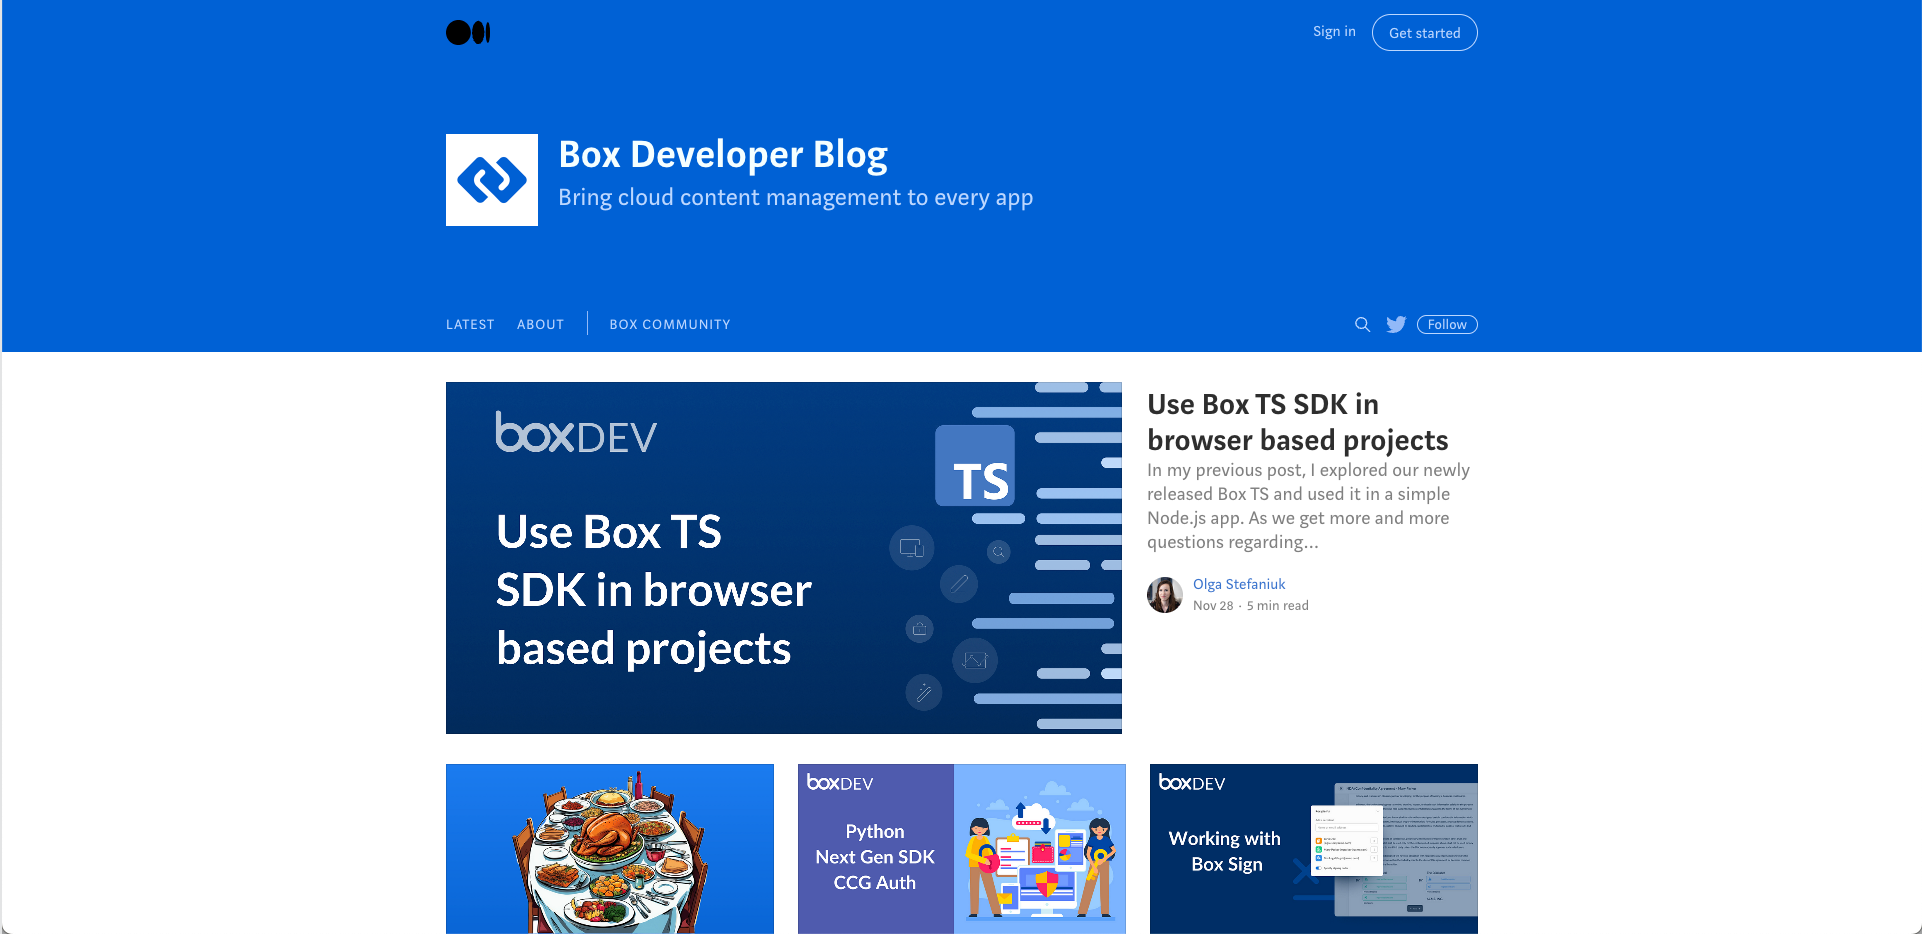 Sign in
Get started
Box Developer Blog
Bring cloud content management to every app
LATEST
ABOUT
BOX COMMUNITY
Follow
boxDEV
TS
Use Box TS
SDK in browser
based projects
Use Box TS SDK in
browser based projects
In my previous post, I explored our newly
released Box TS and used it in a simple
Node.js app. As we get more and more
questions regarding...
Olga Stefaniuk
Nov 28 · 5 min read
boxDEV
Python
Next Gen SDK
CCG Auth
boxDEV
Working with
Box Sign